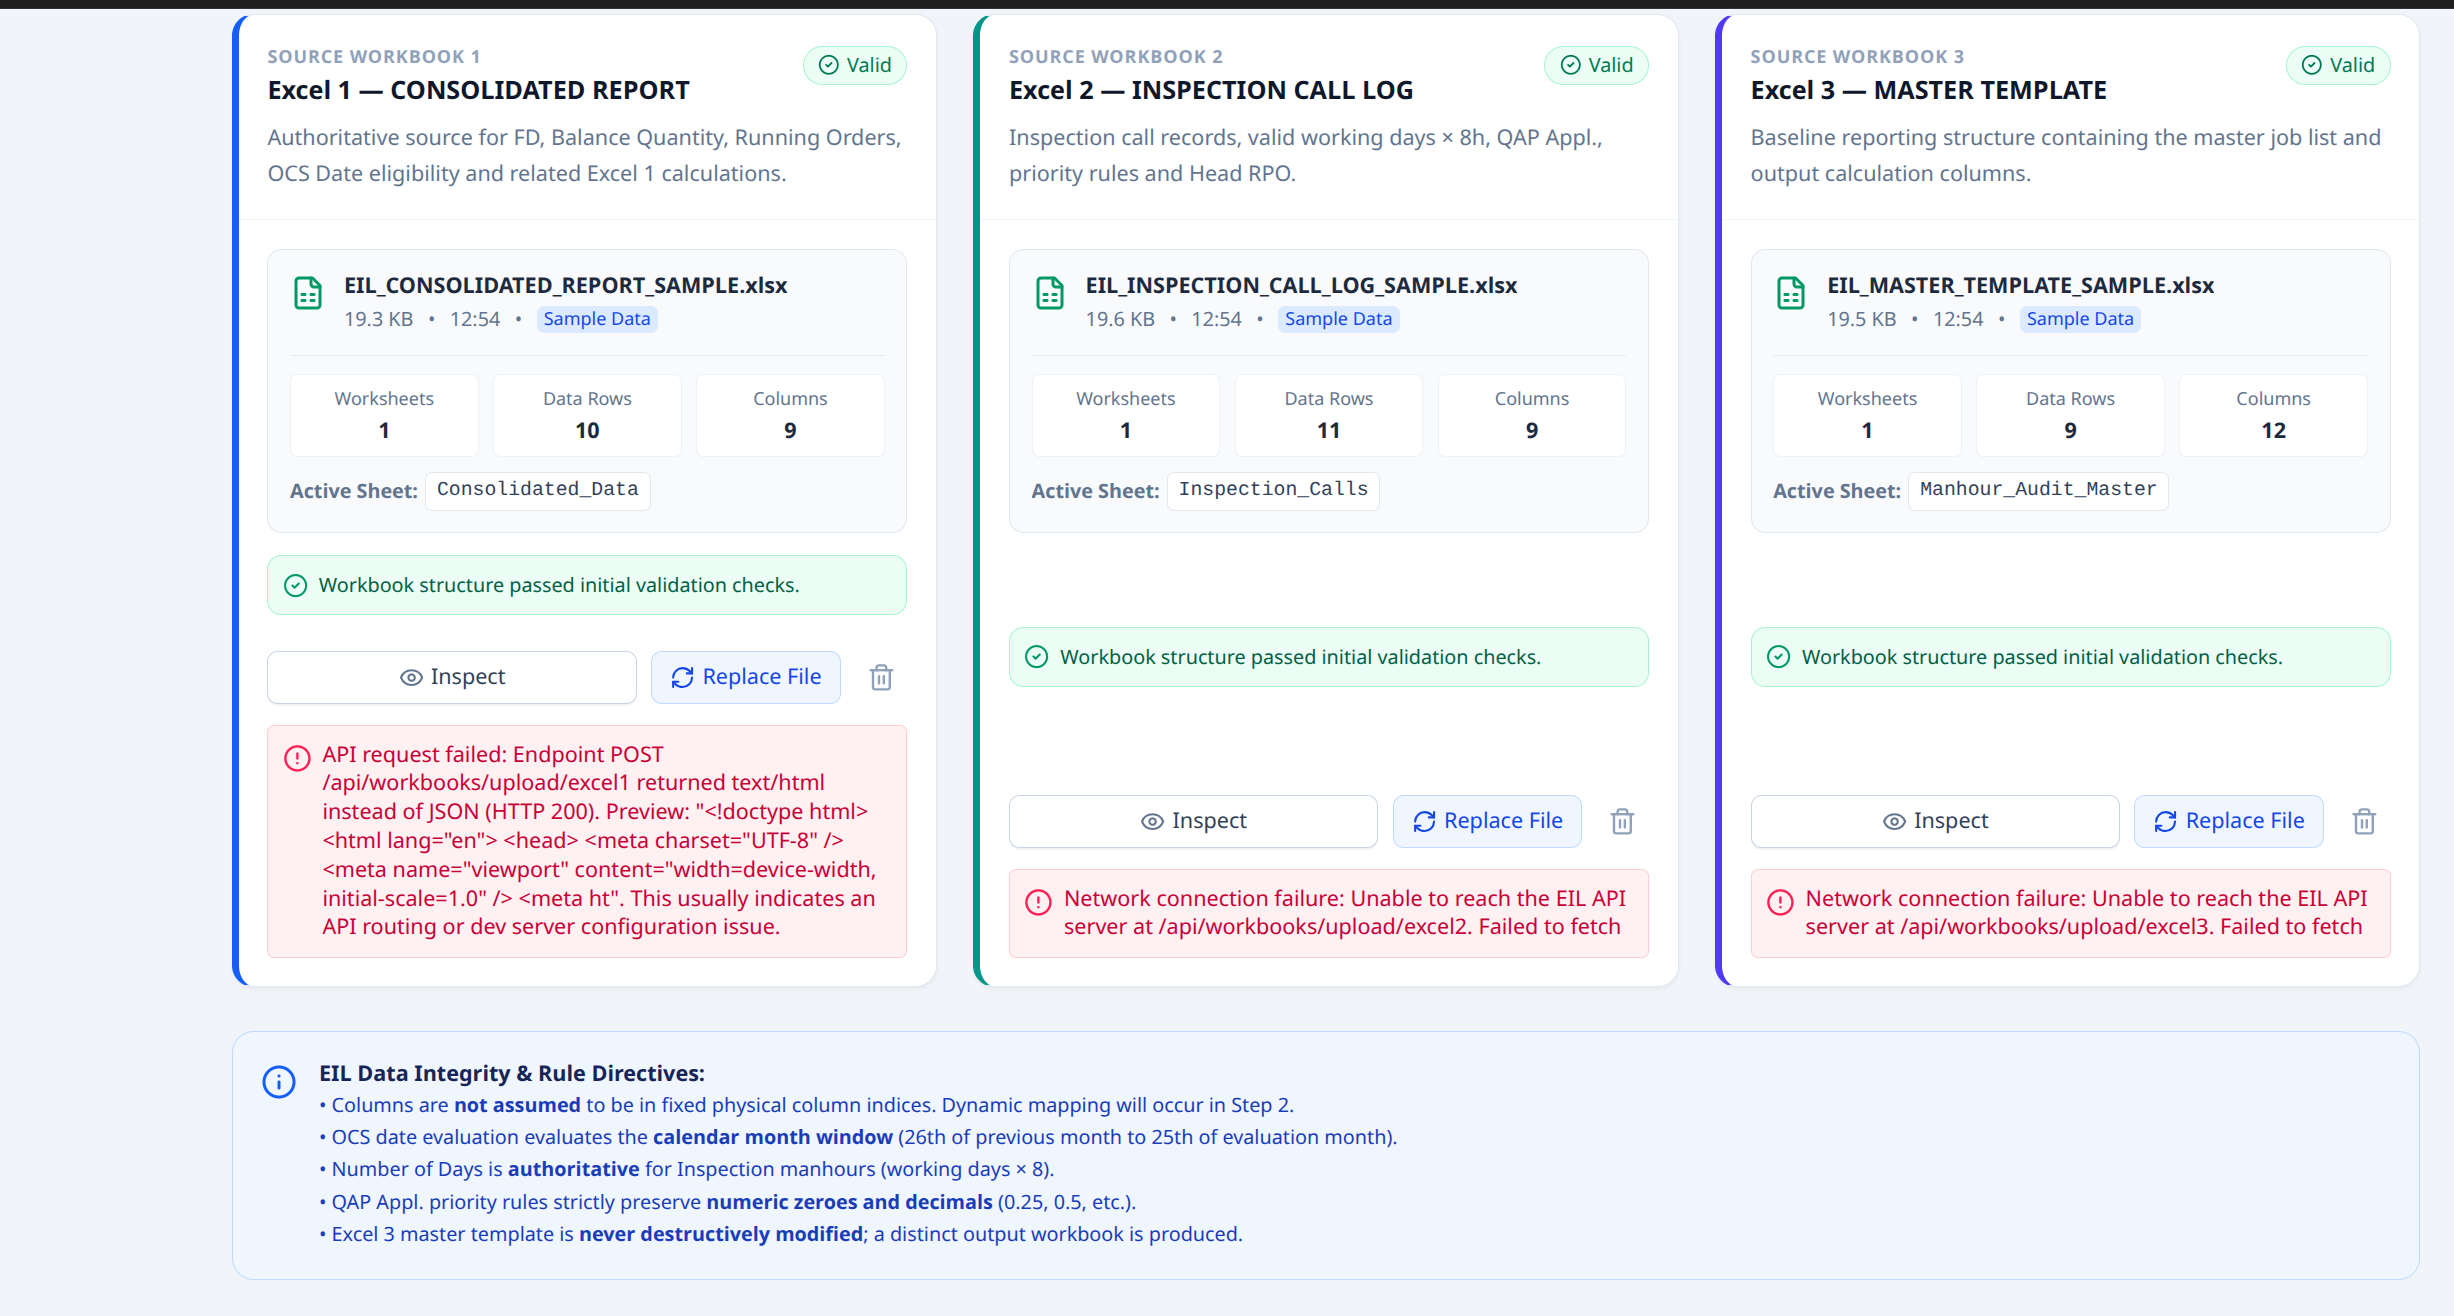 SOURCE WORKBOOK 1
Excel 1 — CONSOLIDATED REPORT
Valid
Authoritative source for FD, Balance Quantity, Running Orders,
OCS Date eligibility and related Excel 1 calculations.
EIL_CONSOLIDATED_REPORT_SAMPLE.xlsx
19.3 KB • 12:54 • Sample Data
Worksheets
1
Data Rows
10
Columns
9
Active Sheet: Consolidated_Data
Workbook structure passed initial validation checks.
Inspect
Replace File
API request failed: Endpoint POST
/api/workbooks/upload/excel1 returned text/html
instead of JSON (HTTP 200). Preview: "<!doctype html>
<html lang="en"> <head> <meta charset="UTF-8" />
<meta name="viewport" content="width=device-width,
initial-scale=1.0" /> <meta ht". This usually indicates an
API routing or dev server configuration issue.
SOURCE WORKBOOK 2
Excel 2 — INSPECTION CALL LOG
Valid
Inspection call records, valid working days × 8h, QAP Appl.,
priority rules and Head RPO.
EIL_INSPECTION_CALL_LOG_SAMPLE.xlsx
19.6 KB • 12:54 • Sample Data
Worksheets
1
Data Rows
11
Columns
9
Active Sheet: Inspection_Calls
Workbook structure passed initial validation checks.
Inspect
Replace File
Network connection failure: Unable to reach the EIL API
server at /api/workbooks/upload/excel2. Failed to fetch
SOURCE WORKBOOK 3
Excel 3 — MASTER TEMPLATE
Valid
Baseline reporting structure containing the master job list and
output calculation columns.
EIL_MASTER_TEMPLATE_SAMPLE.xlsx
19.5 KB • 12:54 • Sample Data
Worksheets
1
Data Rows
9
Columns
12
Active Sheet: Manhour_Audit_Master
Workbook structure passed initial validation checks.
Inspect
Replace File
Network connection failure: Unable to reach the EIL API
server at /api/workbooks/upload/excel3. Failed to fetch
EIL Data Integrity & Rule Directives:
• Columns are not assumed to be in fixed physical column indices. Dynamic mapping will occur in Step 2.
• OCS date evaluation evaluates the calendar month window (26th of previous month to 25th of evaluation month).
• Number of Days is authoritative for Inspection manhours (working days × 8).
• QAP Appl. priority rules strictly preserve numeric zeroes and decimals (0.25, 0.5, etc.).
• Excel 3 master template is never destructively modified; a distinct output workbook is produced.